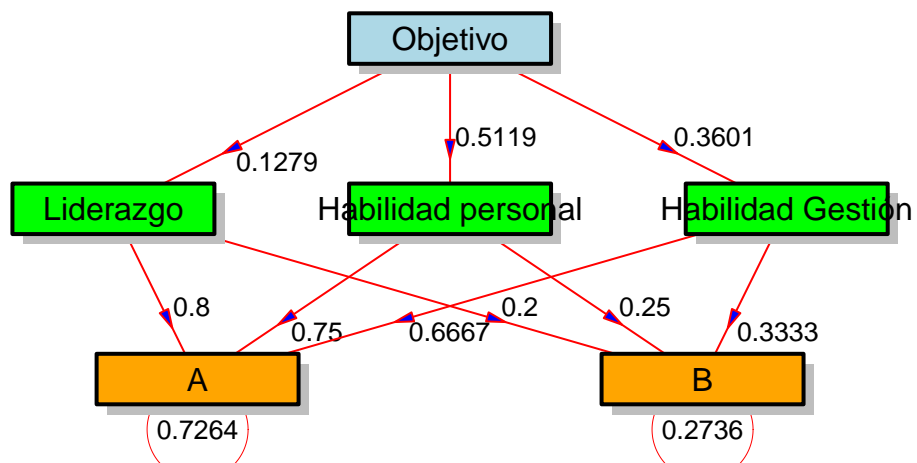 Objetivo
0.1279
0.5119
0.3601
Liderazgo
Habilidad personal
Habilidad Gestión
0.8
0.75
0.6667
0.2
0.25
0.3333
A
B
0.7264
0.2736